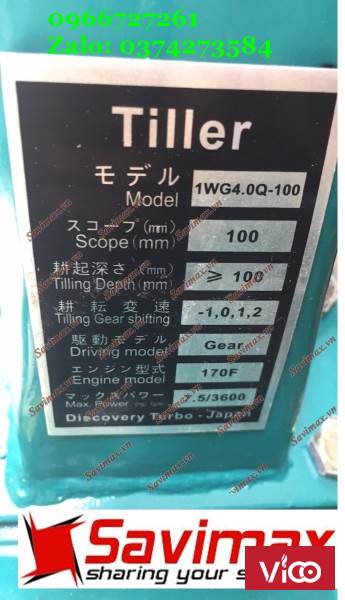 0966727261
Zalo: 0374273584
Tiller
モデル
Model
1WG4.0Q-100
スコープ(mm)
Scope (mm)
100
耕起深さ(mm)
Tilling Depth (mm)
≥ 100
耕転変速
Tilling Gear shifting
-1,0,1,2
駆動モデル
Driving model
Gear
エンジン型式
Engine model
170F
マックスパワー
Max. Power
.5/3600
Discovery Turbo - Japan
Savimax
sharing your s
Vico
Savimax.vn